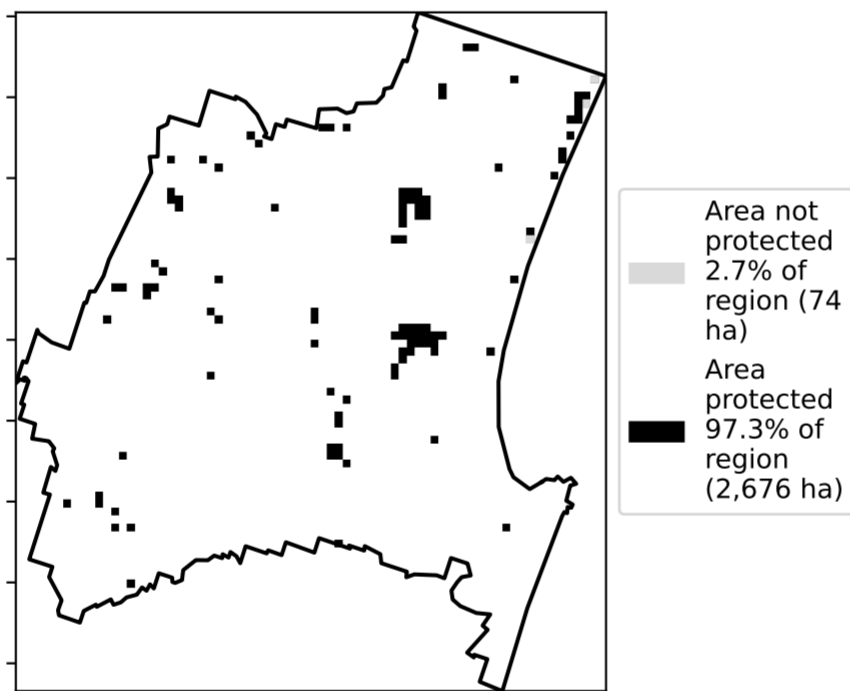 Area not
protected
2.7% of
region (74
ha)
Area
protected
97.3% of
region
(2,676 ha)